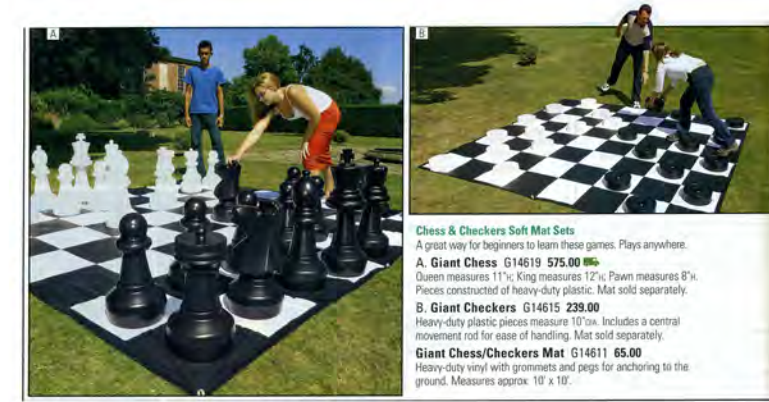 A
B
Chess & Checkers Soft Mat Sets
A great way for beginners to learn these games. Plays anywhere.
A. Giant Chess G14619 575.00
Queen measures 11"H; King measures 12"H; Pawn measures 8"H.
Pieces constructed of heavy-duty plastic. Mat sold separately.
B. Giant Checkers G14615 239.00
Heavy-duty plastic pieces measure 10"DIA. Includes a central
movement rod for ease of handling. Mat sold separately.
Giant Chess/Checkers Mat G14611 65.00
Heavy-duty vinyl with grommets and pegs for anchoring to the
ground. Measures approx. 10' x 10'.